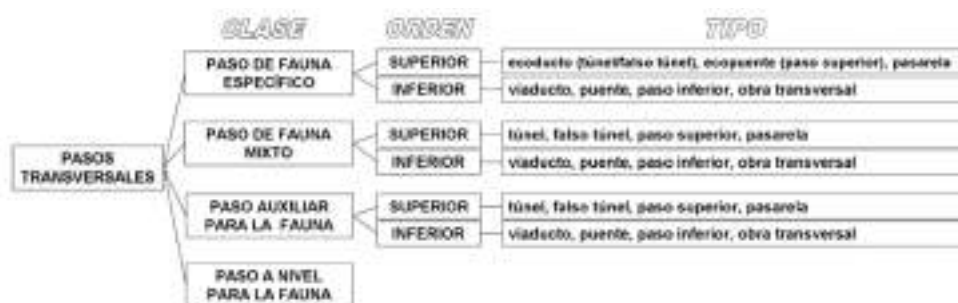 CLASE ORDEN TIPO
PASO DE FAUNA
ESPECÍFICO
SUPERIOR
ecoducto (túnel/falso túnel), ecopuente (paso superior), pasarela
INFERIOR
viaducto, puente, paso inferior, obra transversal
PASO DE FAUNA
MIXTO
SUPERIOR
túnel, falso túnel, paso superior, pasarela
INFERIOR
viaducto, puente, paso inferior, obra transversal
PASOS
TRANSVERSALES
PASO AUXILIAR
PARA LA FAUNA
SUPERIOR
túnel, falso túnel, paso superior, pasarela
INFERIOR
viaducto, puente, paso inferior, obra transversal
PASO A NIVEL
PARA LA FAUNA